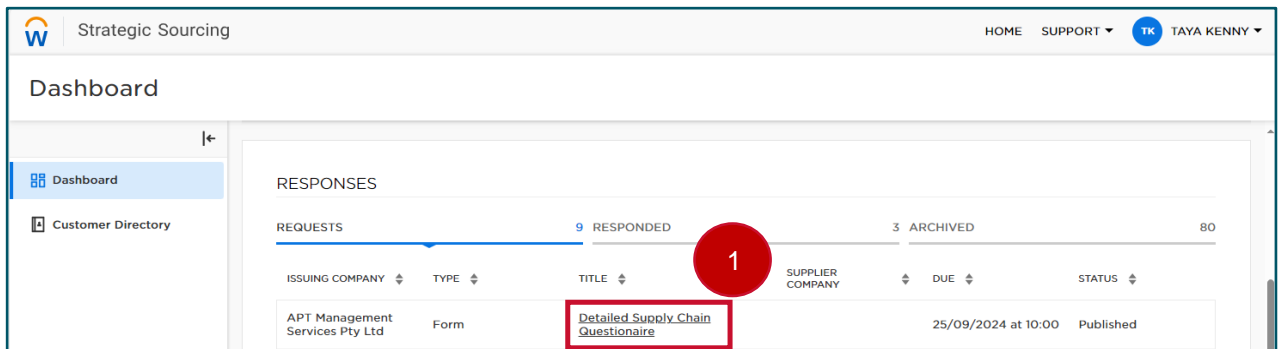 W Strategic Sourcing HOME SUPPORT TK TAYA KENNY
Dashboard
Dashboard
Customer Directory
RESPONSES
REQUESTS 9 RESPONDED 3 ARCHIVED 80
1
ISSUING COMPANY TYPE TITLE SUPPLIER COMPANY DUE STATUS
APT Management
Services Pty Ltd
Form
Detailed Supply Chain
Questionaire
25/09/2024 at 10:00 Published